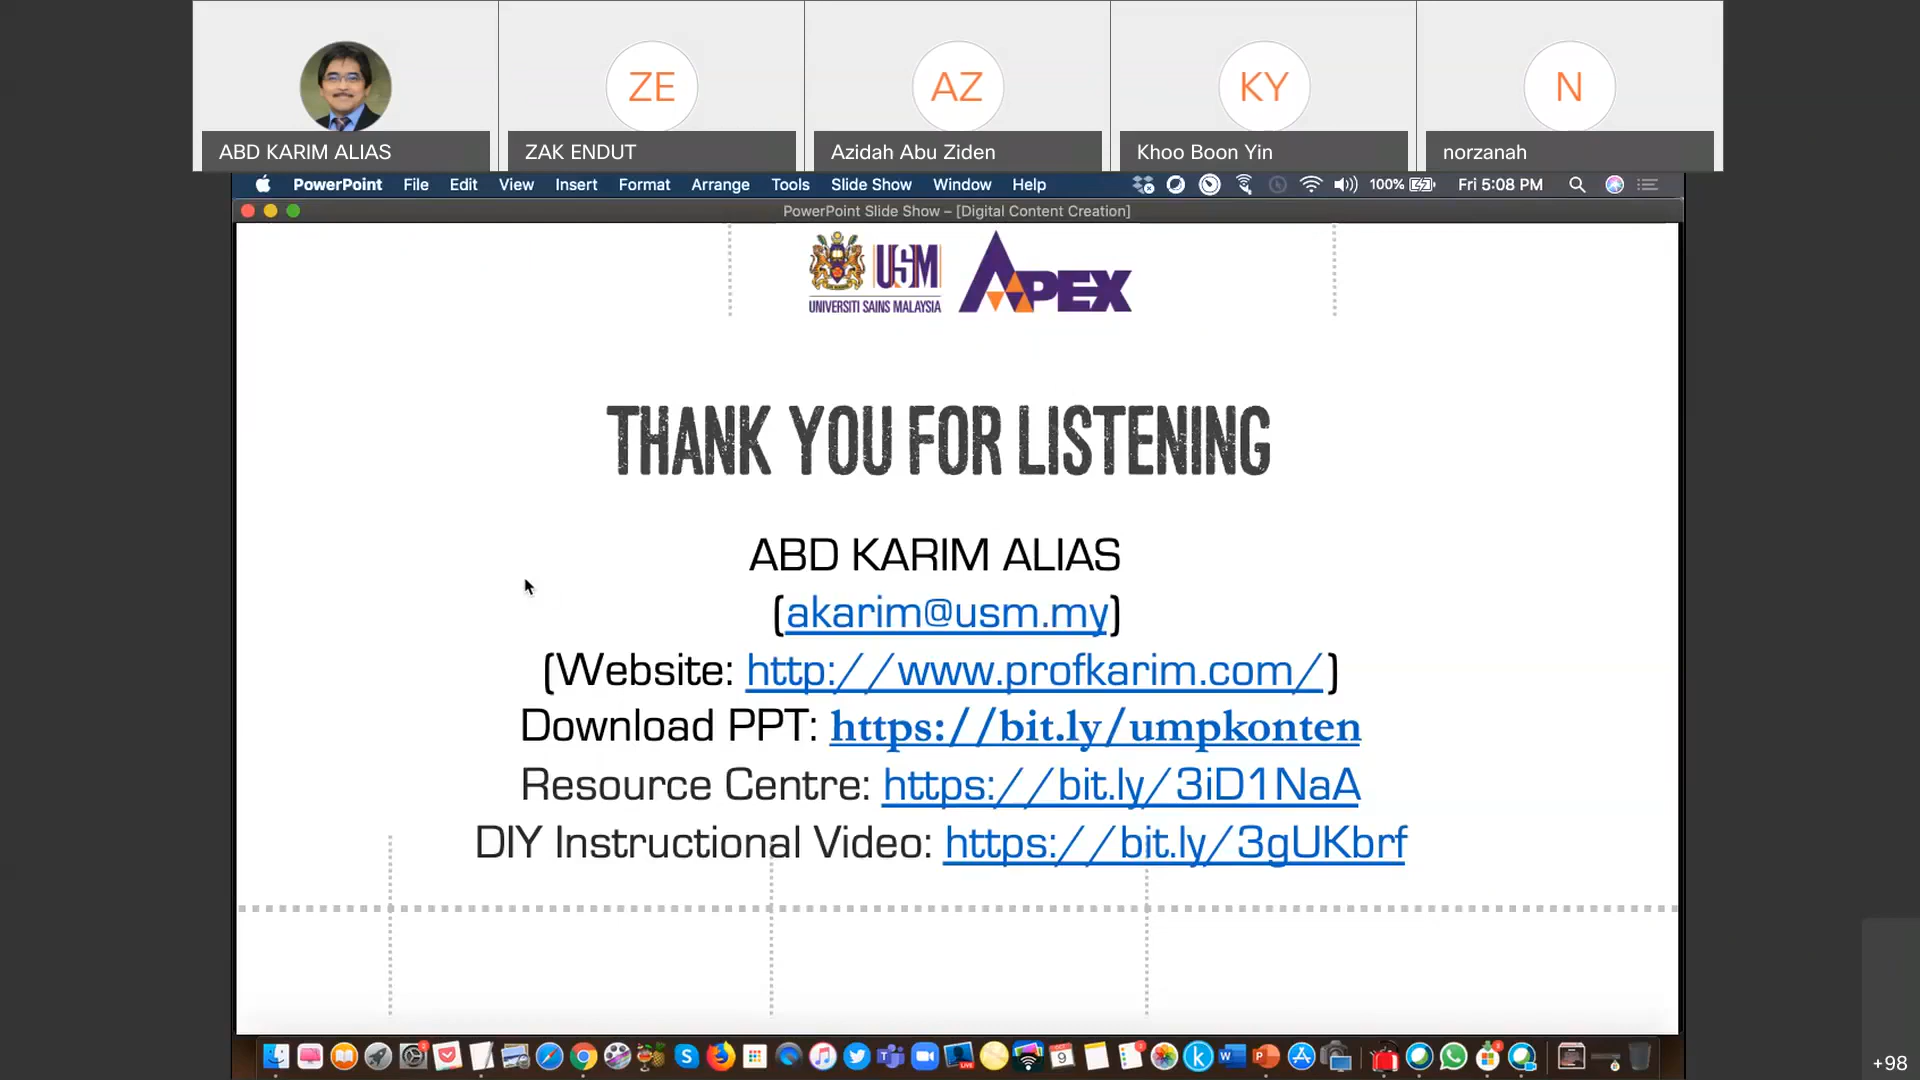 ZE
AZ
KY
N
ABD KARIM ALIAS
ZAK ENDUT
Azidah Abu Ziden
Khoo Boon Yin
norzanah
PowerPoint File Edit View Insert Format Arrange Tools Slide Show Window Help 100% Fri 5:08 PM
PowerPoint Slide Show – [Digital Content Creation]
USM
UNIVERSITI SAINS MALAYSIA
APEX
THANK YOU FOR LISTENING
ABD KARIM ALIAS
(akarim@usm.my)
(Website: http://www.profkarim.com/)
Download PPT: https://bit.ly/umpkonten
Resource Centre: https://bit.ly/3iD1NaA
DIY Instructional Video: https://bit.ly/3gUKbrf
+98